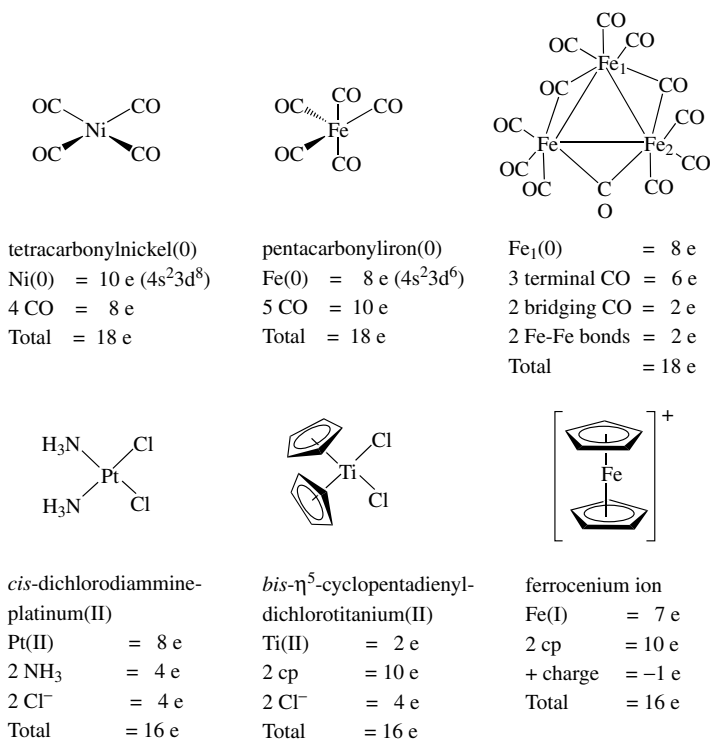 OC
CO
Ni
OC
CO
tetracarbonylnickel(0)
Ni(0) = 10 e (4s²3d⁸)
4 CO = 8 e
Total = 18 e
OC
CO
CO
Fe
OC
CO
pentacarbonyliron(0)
Fe(0) = 8 e (4s²3d⁶)
5 CO = 10 e
Total = 18 e
CO
OC
CO
Fe₁
OC
CO
OC
CO
Fe
Fe₂
OC
CO
OC
C
CO
O
Fe₁(0) = 8 e
3 terminal CO = 6 e
2 bridging CO = 2 e
2 Fe-Fe bonds = 2 e
Total = 18 e
H₃N
Cl
Pt
H₃N
Cl
cis-dichlorodiammine-
platinum(II)
Pt(II) = 8 e
2 NH₃ = 4 e
2 Cl⁻ = 4 e
Total = 16 e
Cl
Ti
Cl
bis-η⁵-cyclopentadienyl-
dichlorotitanium(II)
Ti(II) = 2 e
2 cp = 10 e
2 Cl⁻ = 4 e
Total = 16 e
+
Fe
ferrocenium ion
Fe(I) = 7 e
2 cp = 10 e
+ charge = −1 e
Total = 16 e